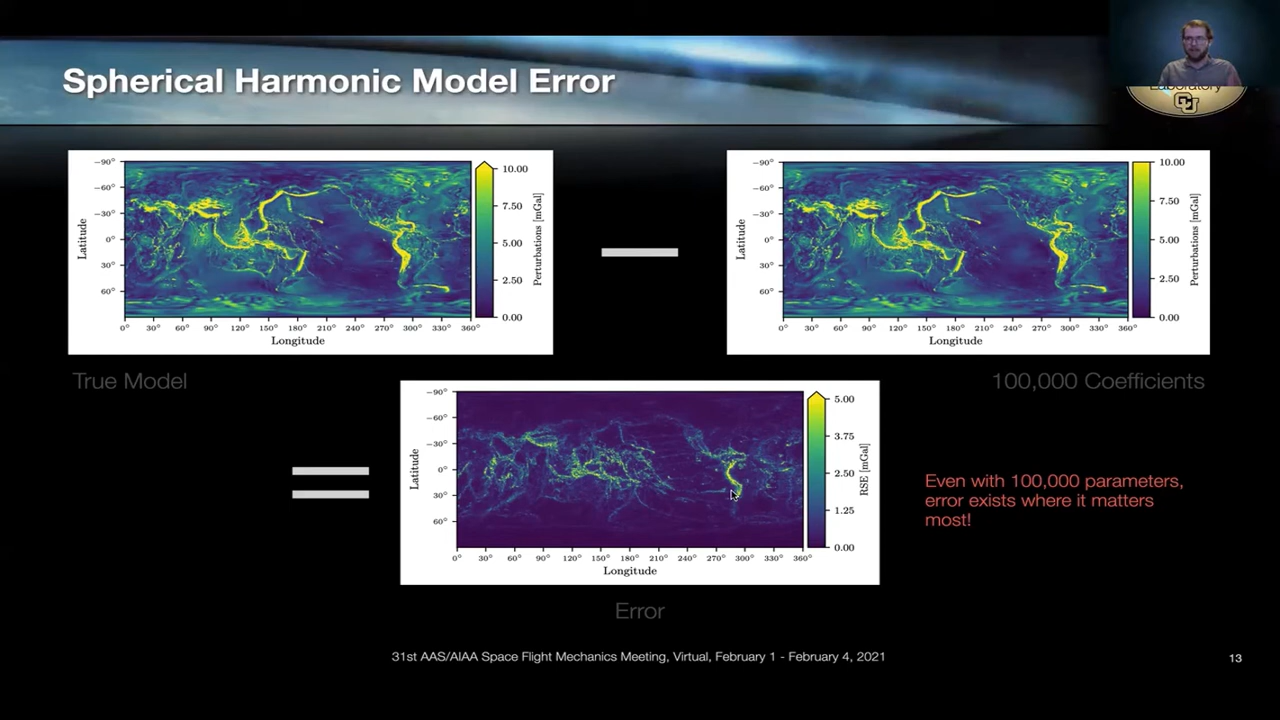 Spherical Harmonic Model Error
Laboratory
CU
−90°
−60°
−30°
0°
30°
60°
Latitude
0° 30° 60° 90° 120° 150° 180° 210° 240° 270° 300° 330° 360°
Longitude
10.00
7.50
5.00
2.50
0.00
Perturbations [mGal]
True Model
−90°
−60°
−30°
0°
30°
60°
Latitude
0° 30° 60° 90° 120° 150° 180° 210° 240° 270° 300° 330° 360°
Longitude
10.00
7.50
5.00
2.50
0.00
Perturbations [mGal]
100,000 Coefficients
−90°
−60°
−30°
0°
30°
60°
Latitude
0° 30° 60° 90° 120° 150° 180° 210° 240° 270° 300° 330° 360°
Longitude
5.00
3.75
2.50
1.25
0.00
RSE [mGal]
Error
Even with 100,000 parameters,
error exists where it matters
most!
31st AAS/AIAA Space Flight Mechanics Meeting, Virtual, February 1 - February 4, 2021
13